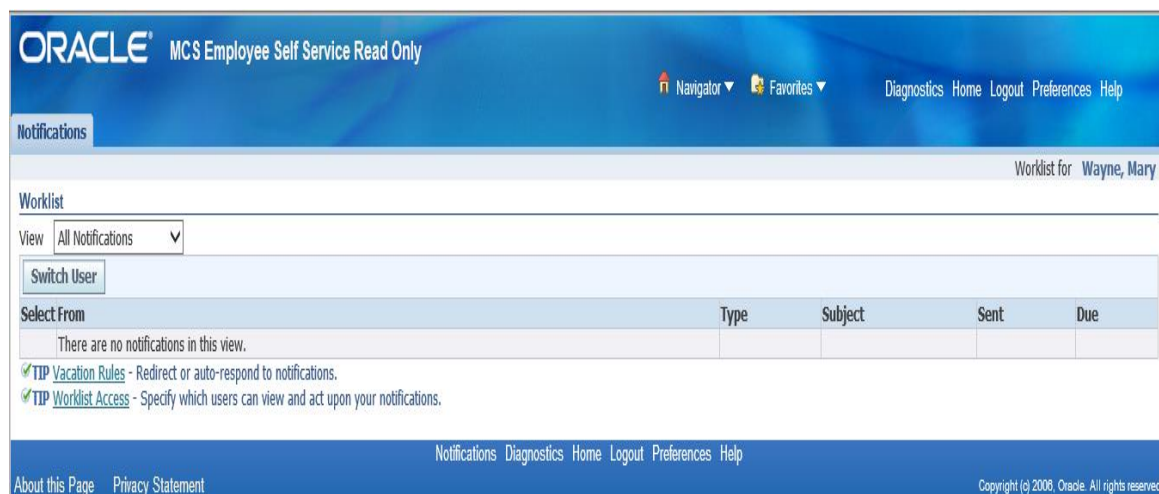 ORACLE® MCS Employee Self Service Read Only
Navigator Favorites Diagnostics Home Logout Preferences Help
Notifications
Worklist for Wayne, Mary
Worklist
View All Notifications
Switch User
Select From Type Subject Sent Due
There are no notifications in this view.
TIP Vacation Rules - Redirect or auto-respond to notifications.
TIP Worklist Access - Specify which users can view and act upon your notifications.
Notifications Diagnostics Home Logout Preferences Help
About this Page Privacy Statement Copyright (c) 2006, Oracle. All rights reserved